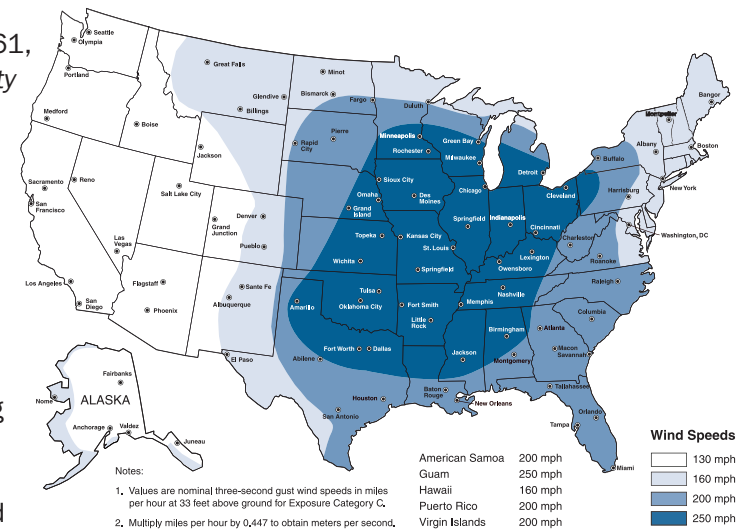 61,
ty
g
d
Seattle
Olympia
Portland
Medford
Boise
Great Falls
Glendive
Billings
Jackson
Minot
Bismarck
Fargo
Duluth
Rapid
City
Pierre
Minneapolis
Rochester
Green Bay
Milwaukee
Detroit
Buffalo
Albany
Montpelier
Bangor
Boston
New York
Harrisburg
Washington, DC
Sacramento
San
Francisco
Reno
Salt Lake City
Las
Vegas
Los Angeles
San
Diego
Flagstaff
Phoenix
Grand
Junction
Denver
Pueblo
Sante Fe
Albuquerque
El Paso
Sioux City
Omaha
Grand
Island
Des
Moines
Topeka
Kansas City
Wichita
St. Louis
Springfield
Chicago
Springfield
Indianapolis
Cleveland
Cincinnati
Charleston
Lexington
Owensboro
Roanoke
Raleigh
Amarillo
Tulsa
Oklahoma City
Fort Smith
Little
Rock
Memphis
Nashville
Birmingham
Atlanta
Columbia
Macon
Savannah
Montgomery
Jackson
Fort Worth
Dallas
Abilene
Houston
San Antonio
Baton
Rouge
New Orleans
Tallahassee
Orlando
Tampa
Miami
Fairbanks
Nome
ALASKA
Anchorage
Valdez
Juneau
Notes:
1. Values are nominal three-second gust wind speeds in miles
per hour at 33 feet above ground for Exposure Category C.
2. Multiply miles per hour by 0.447 to obtain meters per second.
American Samoa 200 mph
Guam 250 mph
Hawaii 160 mph
Puerto Rico 200 mph
Virgin Islands 200 mph
Wind Speeds
130 mph
160 mph
200 mph
250 mph